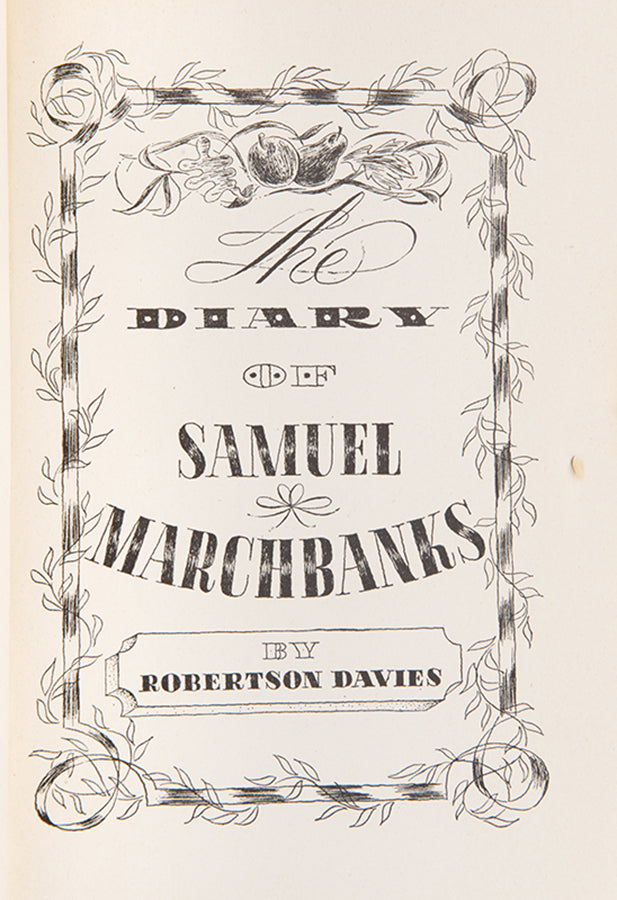 The
DIARY
OF
SAMUEL
MARCHBANKS
BY
ROBERTSON DAVIES